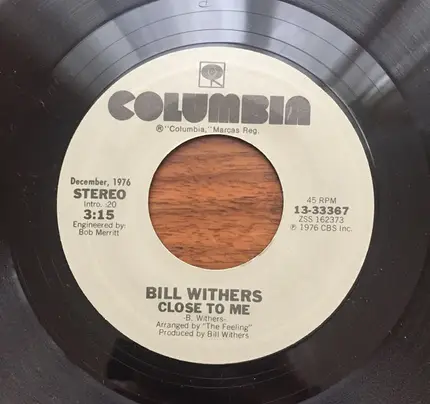 COLUMBIA
® "Columbia," Marcas Reg.
December, 1976
STEREO
Intro. :20
3:15
Engineered by
Bob Merritt
45 RPM
13-33367
ZSS 162373
℗ 1976 CBS Inc.
BILL WITHERS
CLOSE TO ME
-B. Withers-
Arranged by "The Feeling"
Produced by Bill Withers